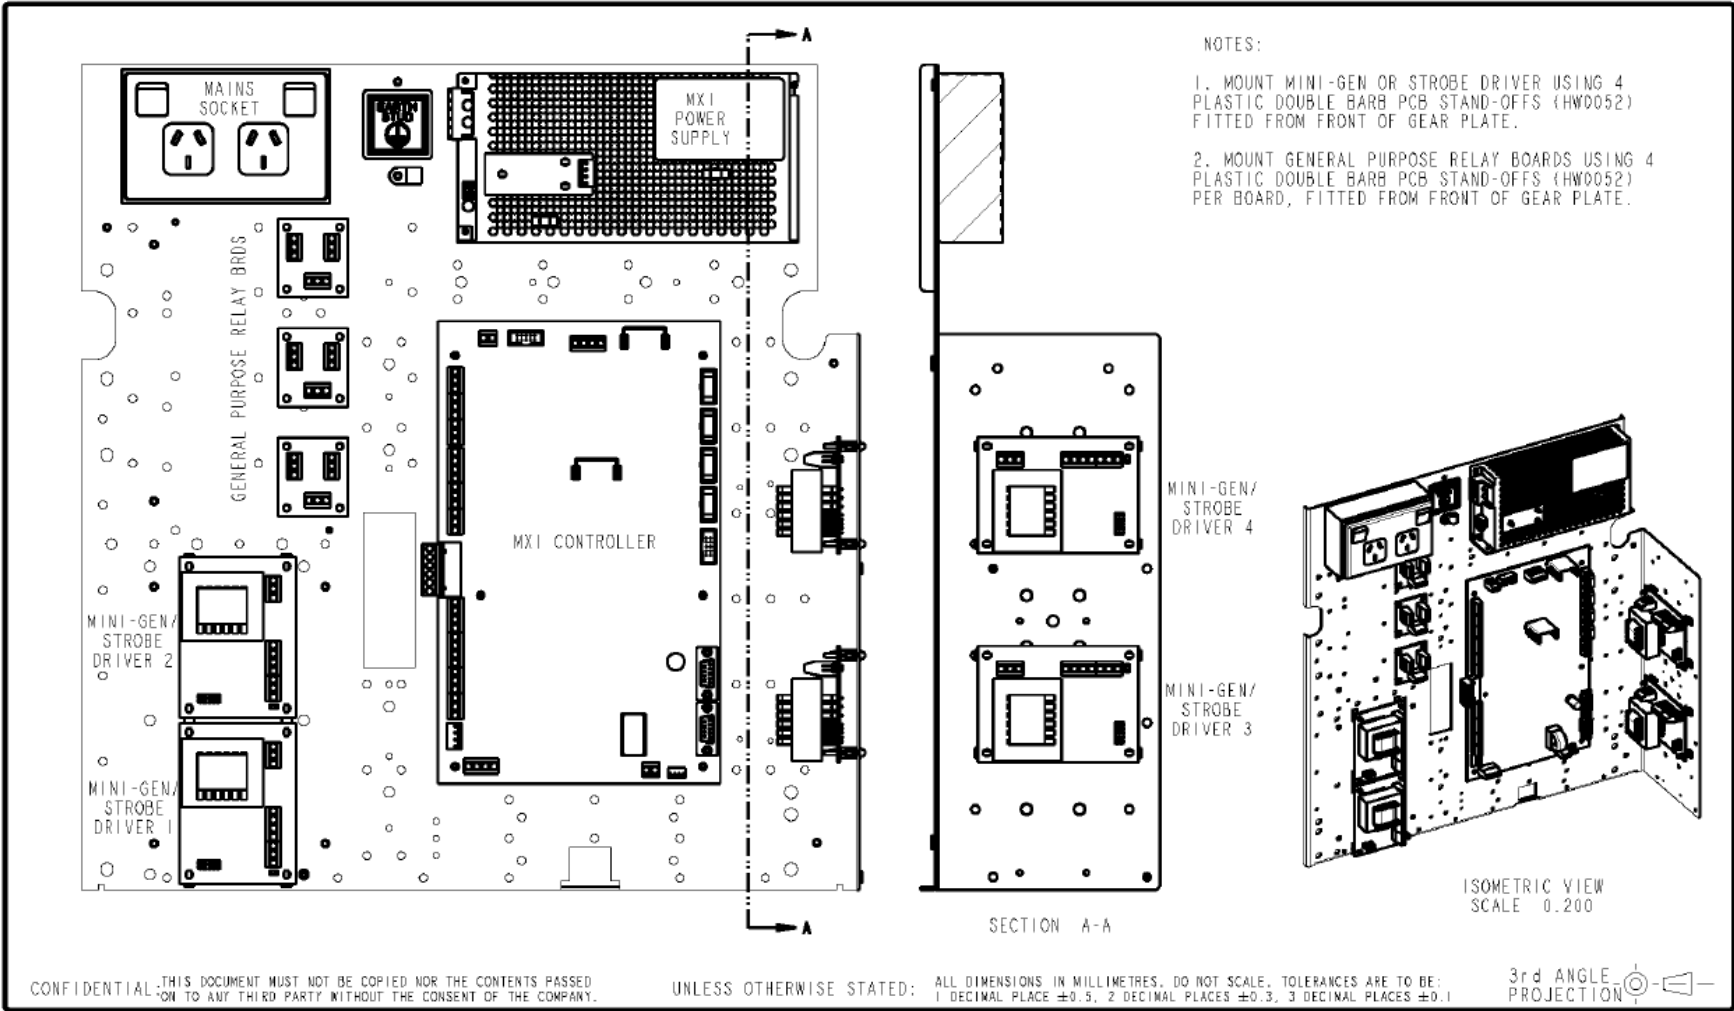 A
NOTES:
1. MOUNT MINI-GEN OR STROBE DRIVER USING 4
PLASTIC DOUBLE BARB PCB STAND-OFFS (HW0052)
FITTED FROM FRONT OF GEAR PLATE.
2. MOUNT GENERAL PURPOSE RELAY BOARDS USING 4
PLASTIC DOUBLE BARB PCB STAND-OFFS (HW0052)
PER BOARD, FITTED FROM FRONT OF GEAR PLATE.
MAINS
SOCKET
EARTH
STUD
MX1
POWER
SUPPLY
GENERAL PURPOSE RELAY BRDS
MX1 CONTROLLER
MINI-GEN/
STROBE
DRIVER 4
MINI-GEN/
STROBE
DRIVER 2
MINI-GEN/
STROBE
DRIVER 3
MINI-GEN/
STROBE
DRIVER 1
A
SECTION A-A
ISOMETRIC VIEW
SCALE 0.200
CONFIDENTIAL: THIS DOCUMENT MUST NOT BE COPIED NOR THE CONTENTS PASSED
ON TO ANY THIRD PARTY WITHOUT THE CONSENT OF THE COMPANY.
UNLESS OTHERWISE STATED: ALL DIMENSIONS IN MILLIMETRES. DO NOT SCALE. TOLERANCES ARE TO BE:
1 DECIMAL PLACE ±0.5, 2 DECIMAL PLACES ±0.3, 3 DECIMAL PLACES ±0.1
3rd ANGLE
PROJECTION